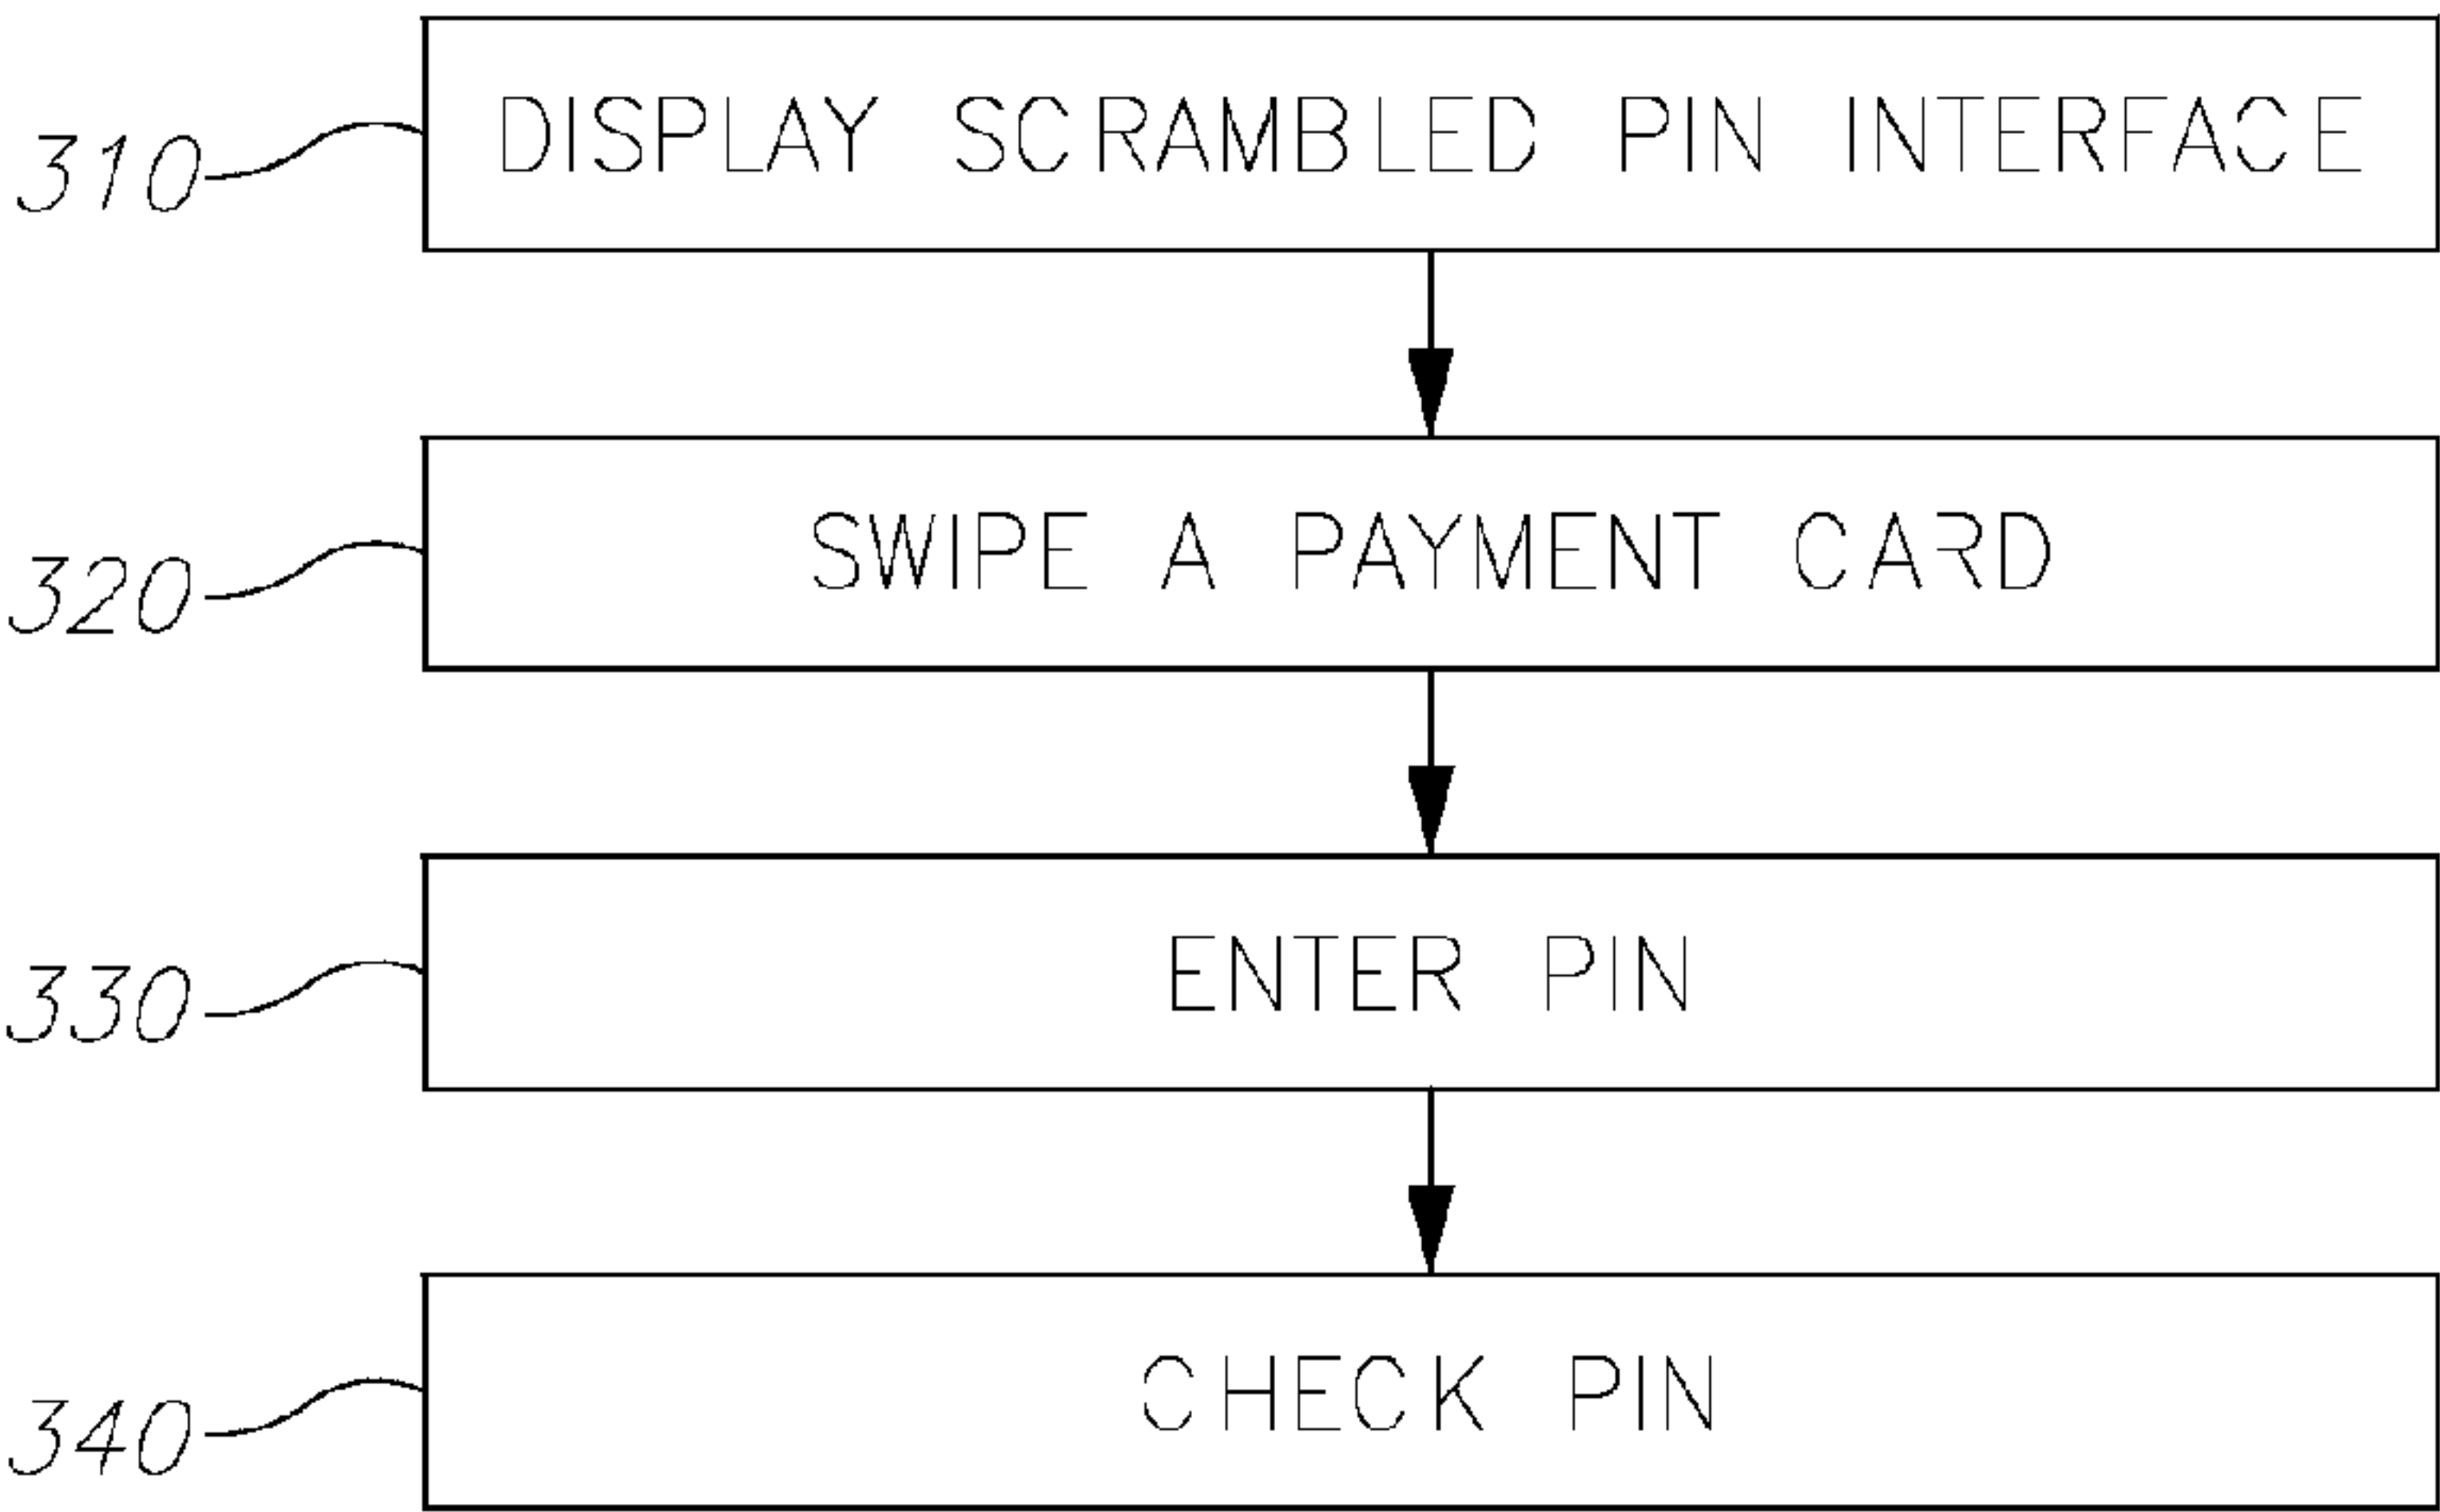 310 DISPLAY SCRAMBLED PIN INTERFACE
320 SWIPE A PAYMENT CARD
330 ENTER PIN
340 CHECK PIN